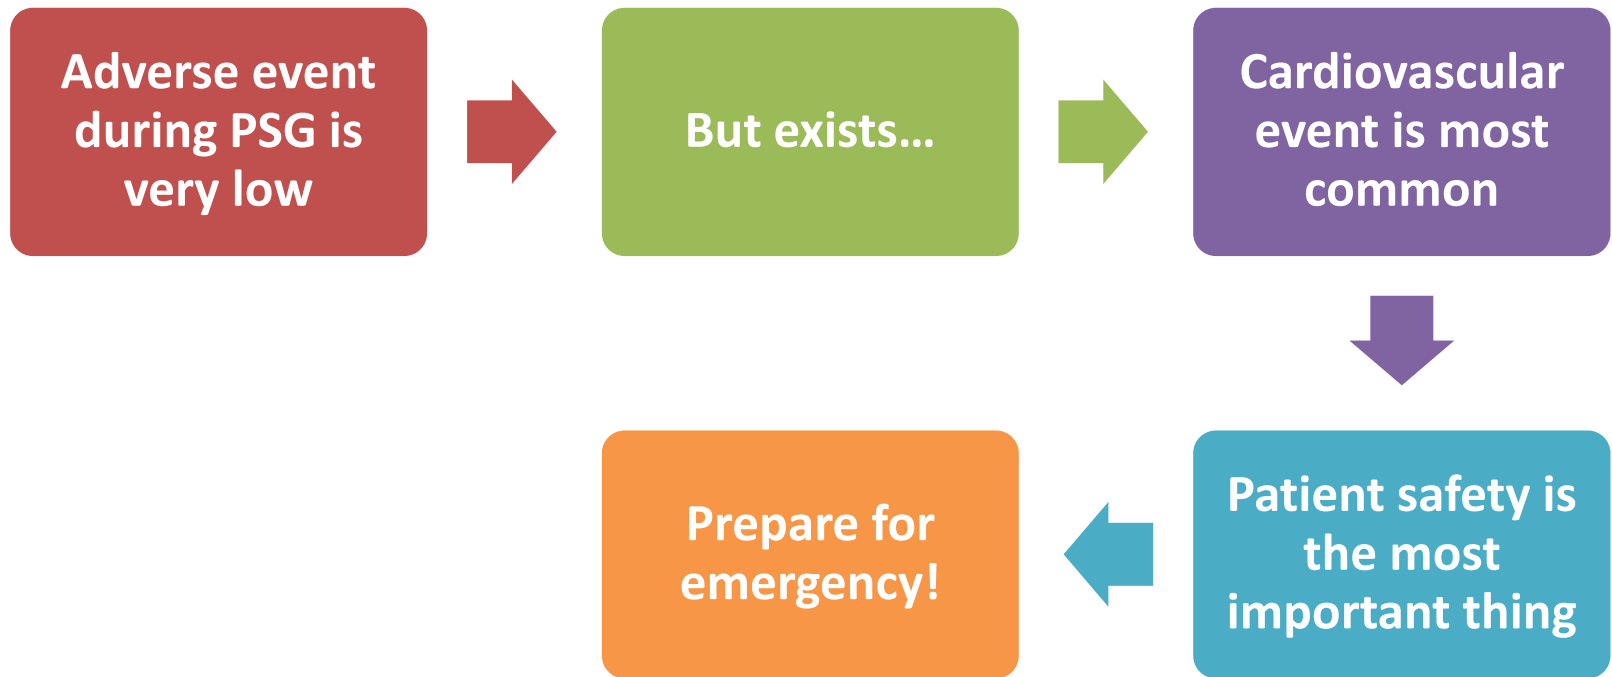 Adverse event
during PSG is
very low
But exists…
Cardiovascular
event is most
common
Patient safety is
the most
important thing
Prepare for
emergency!